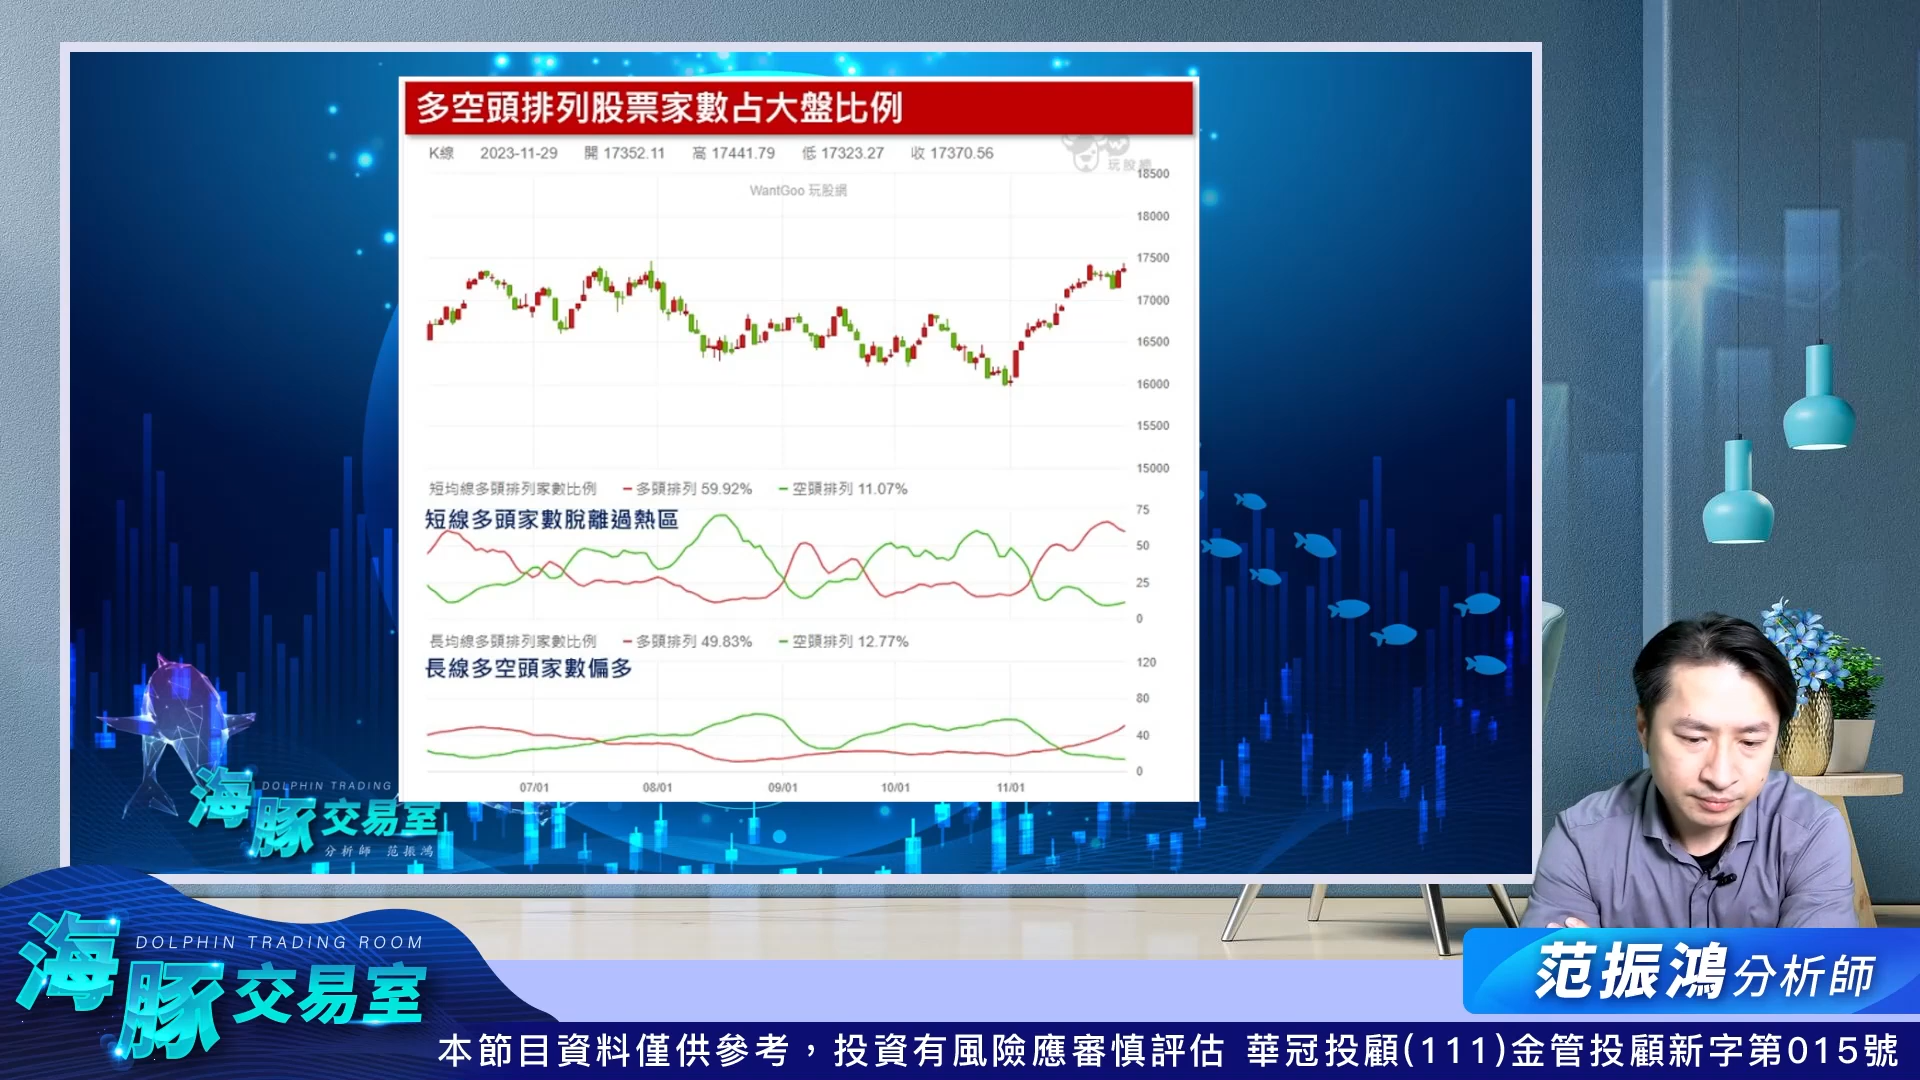 多空頭排列股票家數占大盤比例
K線 2023-11-29 開 17352.11 高 17441.79 低 17323.27 收 17370.56
玩股網
WantGoo 玩股網
18500
18000
17500
17000
16500
16000
15500
15000
短均線多頭排列家數比例 多頭排列 59.92% 空頭排列 11.07%
短線多頭家數脫離過熱區
75
50
25
0
長均線多頭排列家數比例 多頭排列 49.83% 空頭排列 12.77%
長線多空頭家數偏多
120
80
40
0
07/01 08/01 09/01 10/01 11/01
DOLPHIN TRADING
海豚交易室
分析師 范振鴻
DOLPHIN TRADING ROOM
海豚交易室
范振鴻分析師
本節目資料僅供參考，投資有風險應審慎評估 華冠投顧(111)金管投顧新字第015號